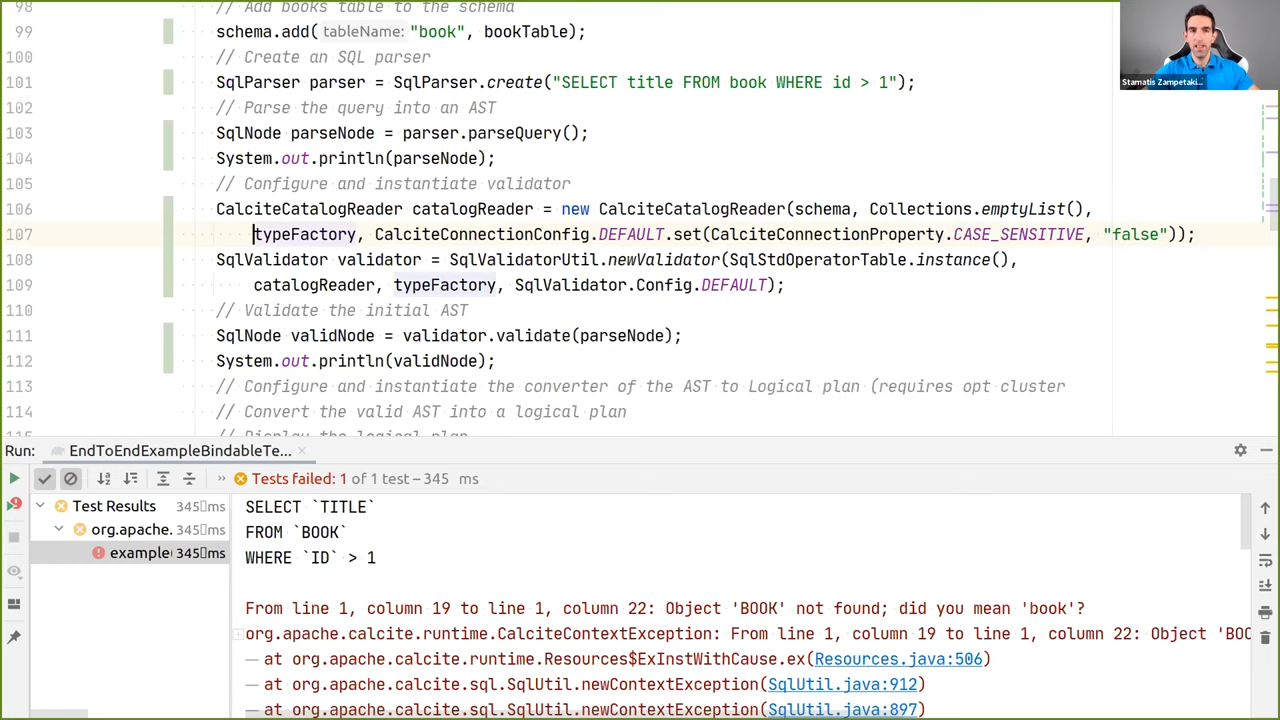 98 // Add books table to the schema
99 schema.add( tableName: "book", bookTable);
100 // Create an SQL parser
101 SqlParser parser = SqlParser.create("SELECT title FROM book WHERE id > 1");
102 // Parse the query into an AST
103 SqlNode parseNode = parser.parseQuery();
104 System.out.println(parseNode);
105 // Configure and instantiate validator
106 CalciteCatalogReader catalogReader = new CalciteCatalogReader(schema, Collections.emptyList(),
107 typeFactory, CalciteConnectionConfig.DEFAULT.set(CalciteConnectionProperty.CASE_SENSITIVE, "false"));
108 SqlValidator validator = SqlValidatorUtil.newValidator(SqlStdOperatorTable.instance(),
109 catalogReader, typeFactory, SqlValidator.Config.DEFAULT);
110 // Validate the initial AST
111 SqlNode validNode = validator.validate(parseNode);
112 System.out.println(validNode);
113 // Configure and instantiate the converter of the AST to Logical plan (requires opt cluster
114 // Convert the valid AST into a logical plan
115 // Display the logical plan
Stamatis Zampetaki...
Run: EndToEndExampleBindableTe... ×
» Tests failed: 1 of 1 test – 345 ms
Test Results 345 ms
org.apache. 345 ms
example( 345 ms
SELECT `TITLE`
FROM `BOOK`
WHERE `ID` > 1
From line 1, column 19 to line 1, column 22: Object 'BOOK' not found; did you mean 'book'?
org.apache.calcite.runtime.CalciteContextException: From line 1, column 19 to line 1, column 22: Object 'BOO
at org.apache.calcite.runtime.Resources$ExInstWithCause.ex(Resources.java:506)
at org.apache.calcite.sql.SqlUtil.newContextException(SqlUtil.java:912)
at org.apache.calcite.sql.SqlUtil.newContextException(SqlUtil.java:897)